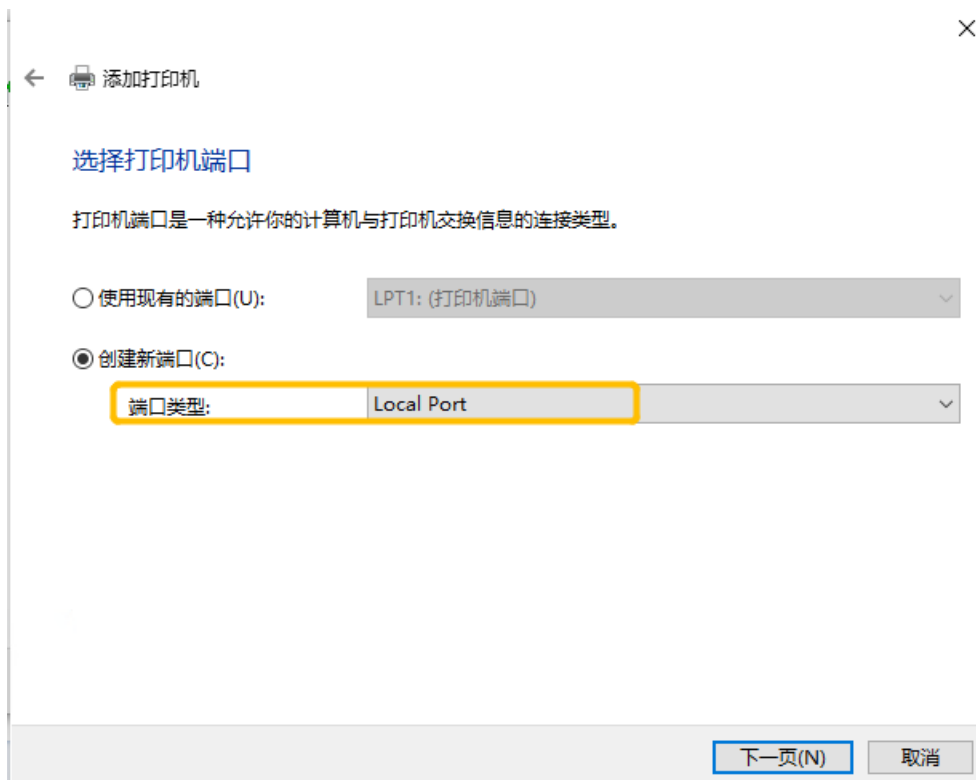 添加打印机
选择打印机端口
打印机端口是一种允许你的计算机与打印机交换信息的连接类型。
使用现有的端口(U): LPT1: (打印机端口)
创建新端口(C):
端口类型: Local Port
下一页(N) 取消